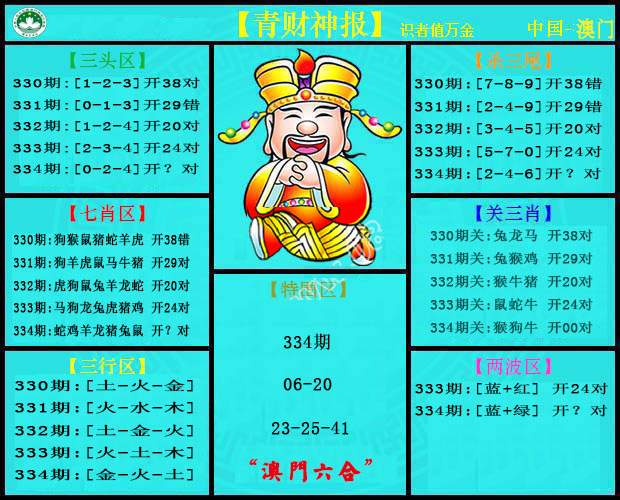 【青财神报】
识者值万金
中国--澳门
【三头区】
330期:[1-2-3]开38对
331期:[0-1-3]开29错
332期:[1-2-4]开20对
333期:[2-3-4]开24对
334期:[0-2-4]开？对
【杀三尾】
330期:[7-8-9]开38错
331期:[2-4-9]开29错
332期:[3-4-5]开20对
333期:[5-7-0]开24对
334期:[2-4-6]开？对
【七肖区】
330期:狗猴鼠猪蛇羊虎 开38错
331期:狗羊虎鼠马牛猪 开29对
332期:虎狗鼠兔羊龙蛇 开20对
333期:马狗龙兔虎猪鸡 开24对
334期:蛇鸡羊龙猪兔鼠 开？对
【特围区】
334期
06-20
23-25-41
“澳門六合”
【关三肖】
330期关:兔龙马 开38对
331期关:兔猴鸡 开29对
332期关:猴牛猪 开20对
333期关:鼠蛇牛 开24对
334期关:猴狗牛 开00对
【三行区】
330期:[土-火-金]
331期:[火-水-木]
332期:[土-金-火]
333期:[火-土-木]
334期:[金-火-土]
【两波区】
333期:[蓝+红] 开24对
334期:[蓝+绿] 开？对